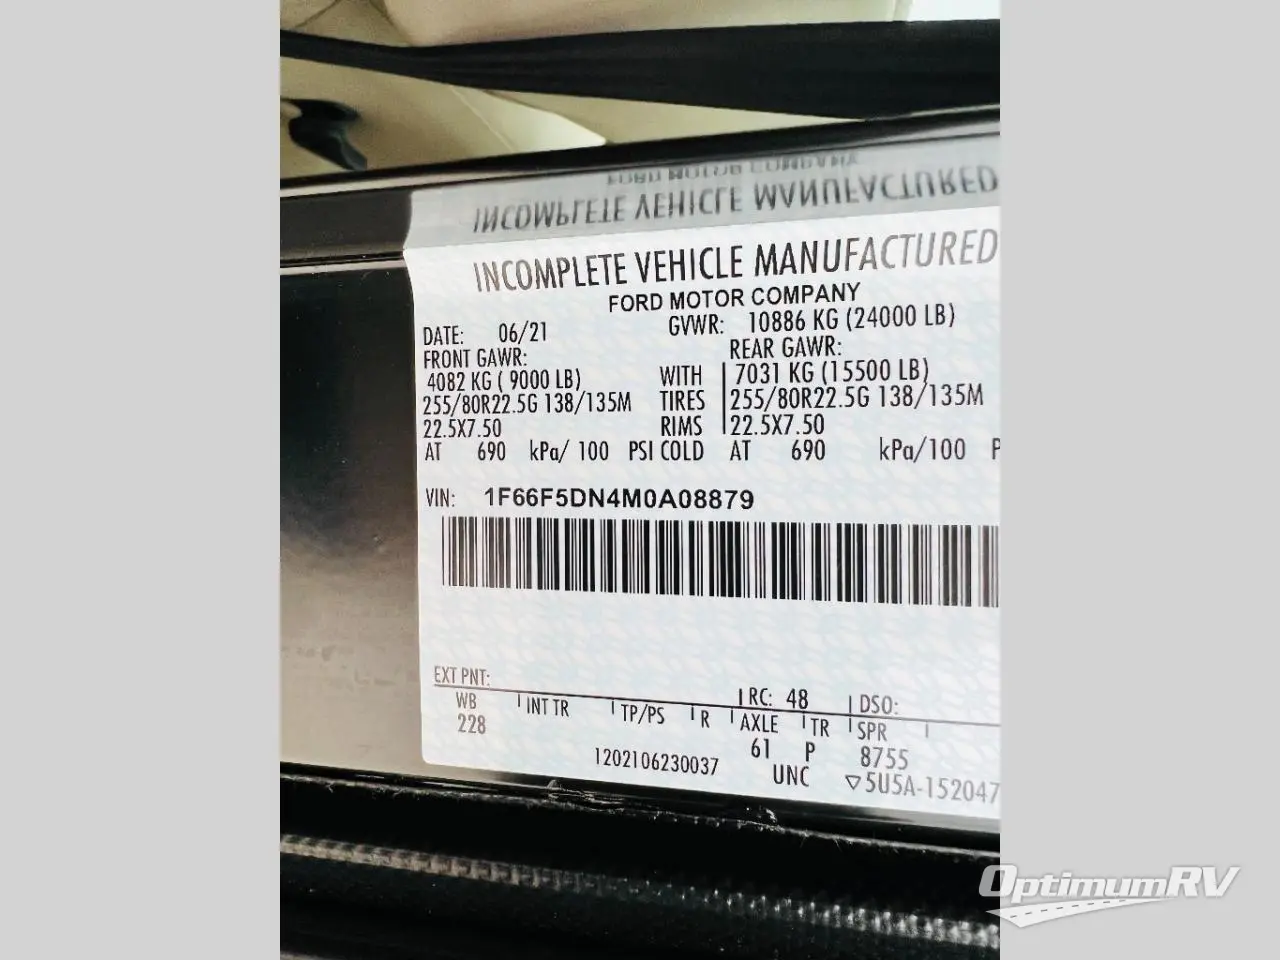 INCOMPLETE VEHICLE MANUFACTURED
FORD MOTOR COMPANY
DATE: 06/21 GVWR: 10886 KG (24000 LB)
FRONT GAWR: REAR GAWR:
4082 KG ( 9000 LB) WITH 7031 KG (15500 LB)
255/80R22.5G 138/135M TIRES 255/80R22.5G 138/135M
22.5X7.50 RIMS 22.5X7.50
AT 690 kPa/ 100 PSI COLD AT 690 kPa/100 P
VIN: 1F66F5DN4M0A08879
EXT PNT: RC: 48 DSO:
WB INT TR TP/PS R AXLE TR SPR
228 61 P 8755
1202106230037 UNC ▽5U5A-152047
OptimumRV